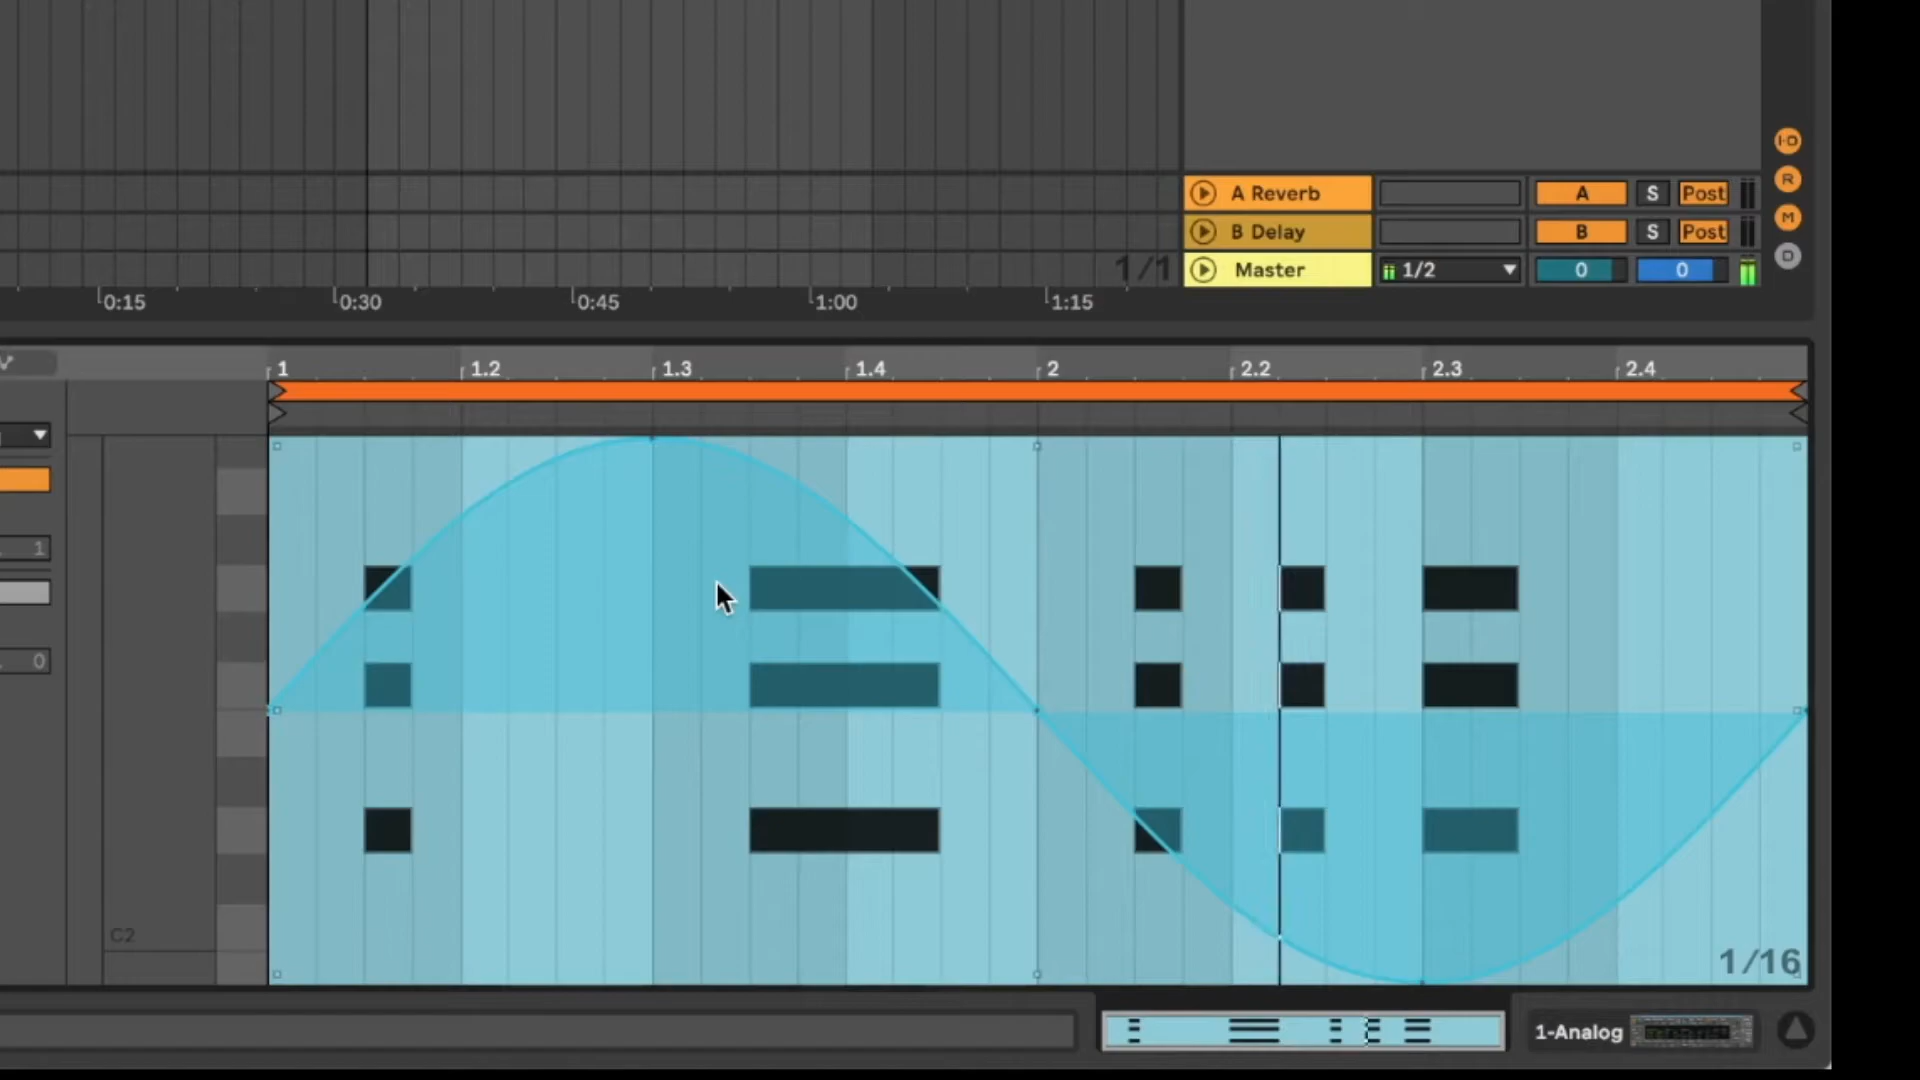 A Reverb A S Post
B Delay B S Post
1/1 Master 1/2 0 0
0:15 0:30 0:45 1:00 1:15
I·O
R
M
D
1 1.2 1.3 1.4 2 2.2 2.3 2.4
1
0
C2
1/16
1-Analog